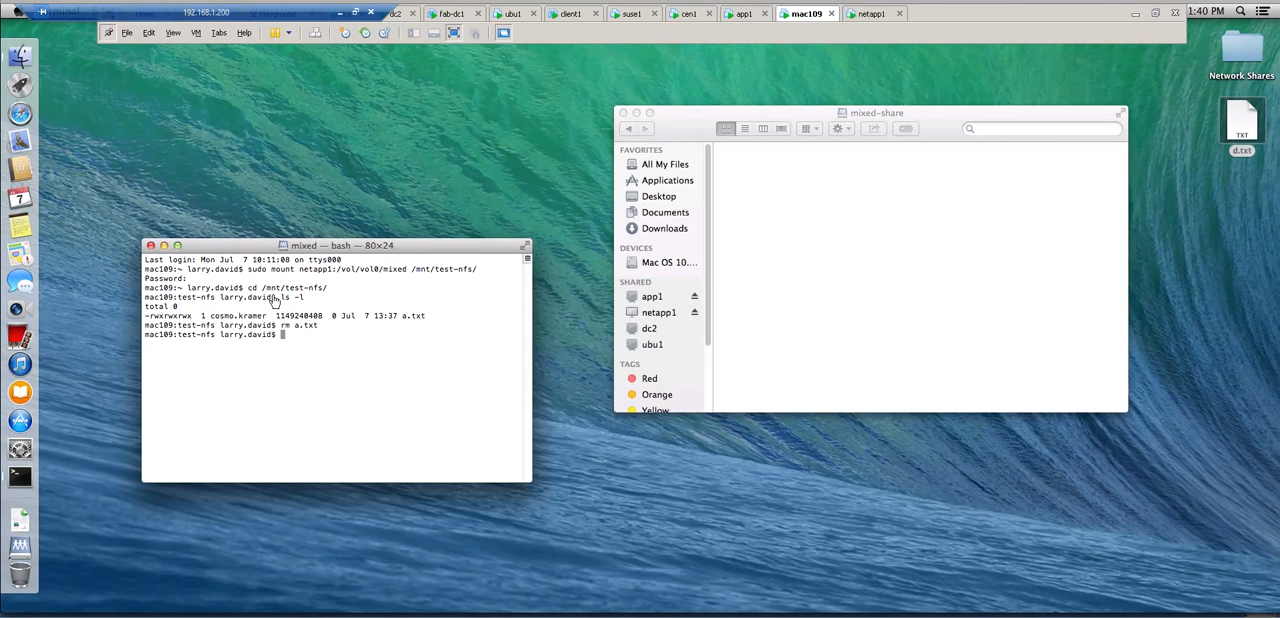 192.168.1.200
dc2
fab-dc1
ubu1
client1
suse1
cen1
app1
mac109
netapp1
1:40 PM
File
Edit
View
VM
Tabs
Help
Network Shares
TXT
d.txt
mixed-share
FAVORITES
All My Files
Applications
Desktop
Documents
Downloads
DEVICES
Mac OS 10....
SHARED
app1
netapp1
dc2
ubu1
TAGS
Red
Orange
Yellow
mixed — bash — 80×24
Last login: Mon Jul  7 10:11:08 on ttys000
mac109:~ larry.david$ sudo mount netapp1:/vol/vol0/mixed /mnt/test-nfs/
Password:
mac109:~ larry.david$ cd /mnt/test-nfs/
mac109:test-nfs larry.david$ ls -l
total 0
-rwxrwxrwx  1 cosmo.kramer  1149240408  0 Jul  7 13:37 a.txt
mac109:test-nfs larry.david$ rm a.txt
mac109:test-nfs larry.david$
7